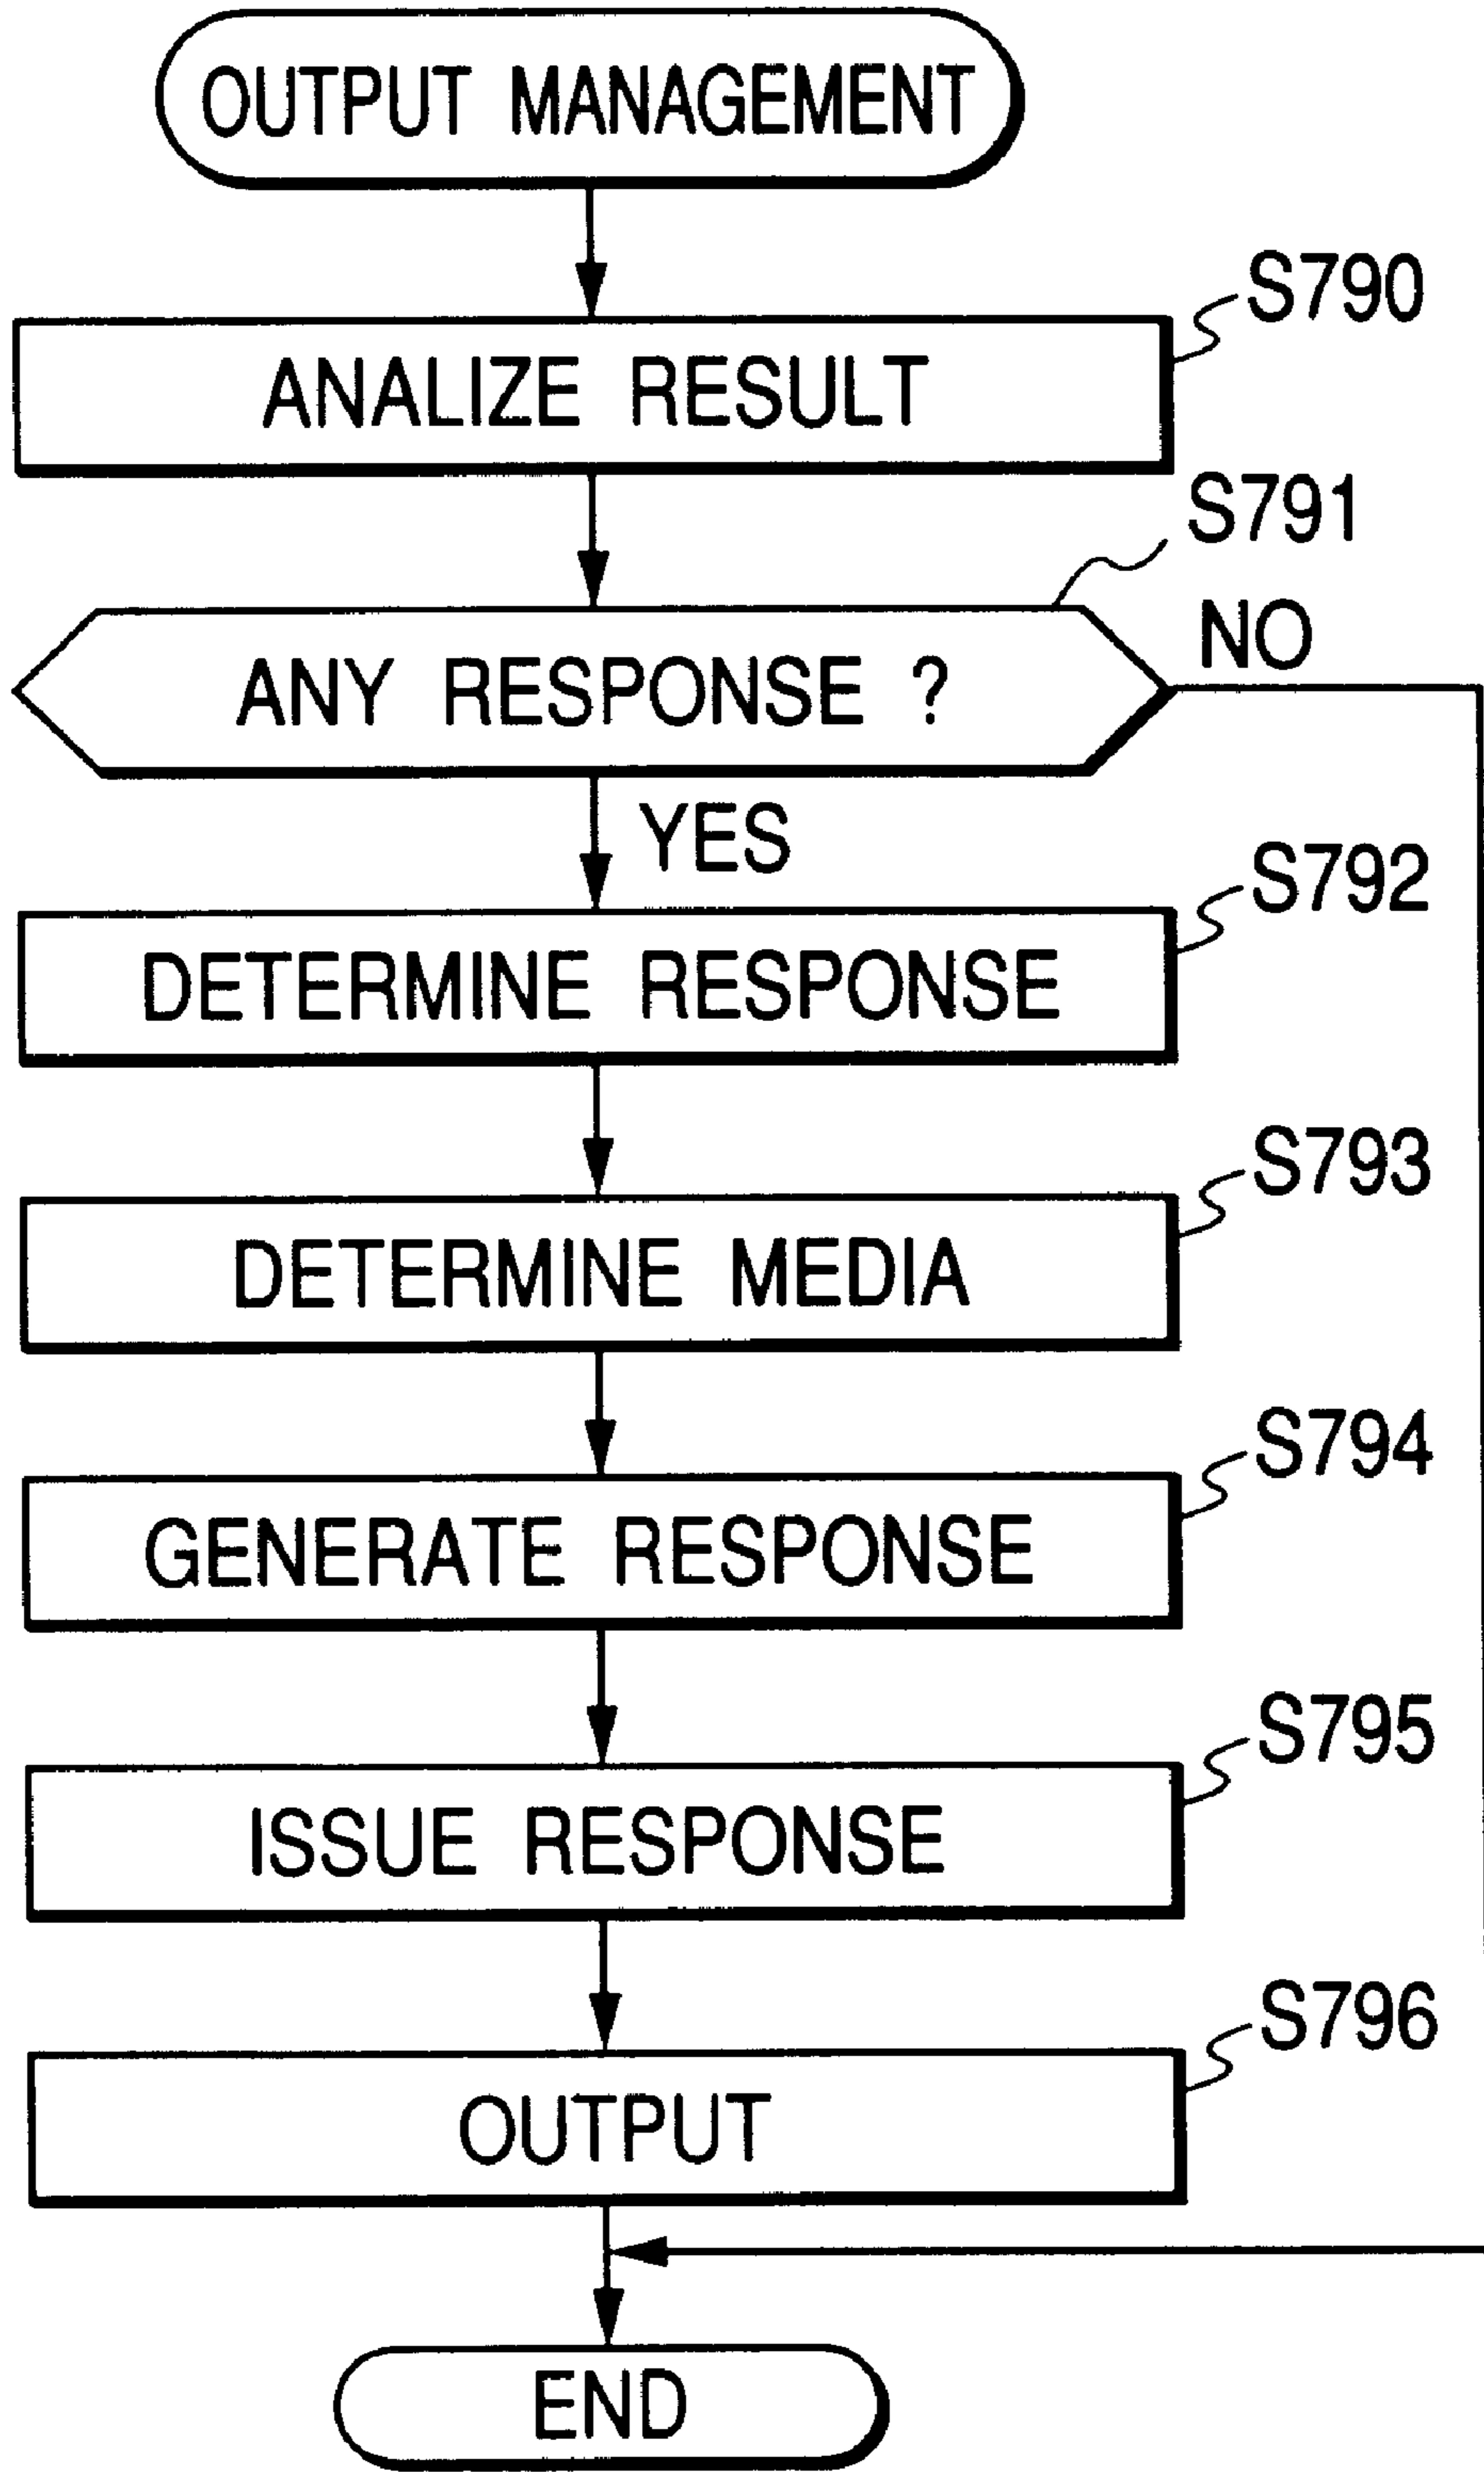 OUTPUT MANAGEMENT
S790
ANALIZE RESULT
S791
ANY RESPONSE ?
NO
YES
S792
DETERMINE RESPONSE
S793
DETERMINE MEDIA
S794
GENERATE RESPONSE
S795
ISSUE RESPONSE
S796
OUTPUT
END